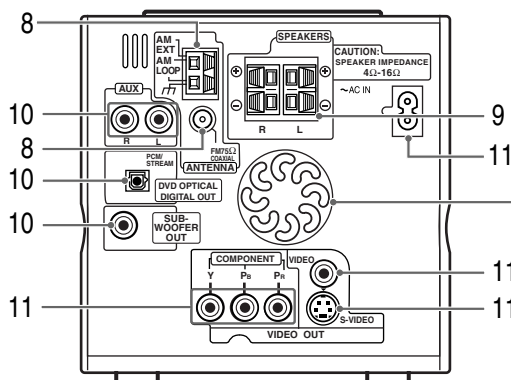 8
AM
EXT
AM
LOOP
SPEAKERS
CAUTION:
SPEAKER IMPEDANCE
4Ω-16Ω
~AC IN
R L
9
11
10
AUX
R L
8
FM75Ω
COAXIAL
ANTENNA
10
PCM/
STREAM
DVD OPTICAL
DIGITAL OUT
10
SUB-
WOOFER
OUT
COMPONENT
VIDEO
Y PB PR
11
11
11
S-VIDEO
VIDEO OUT